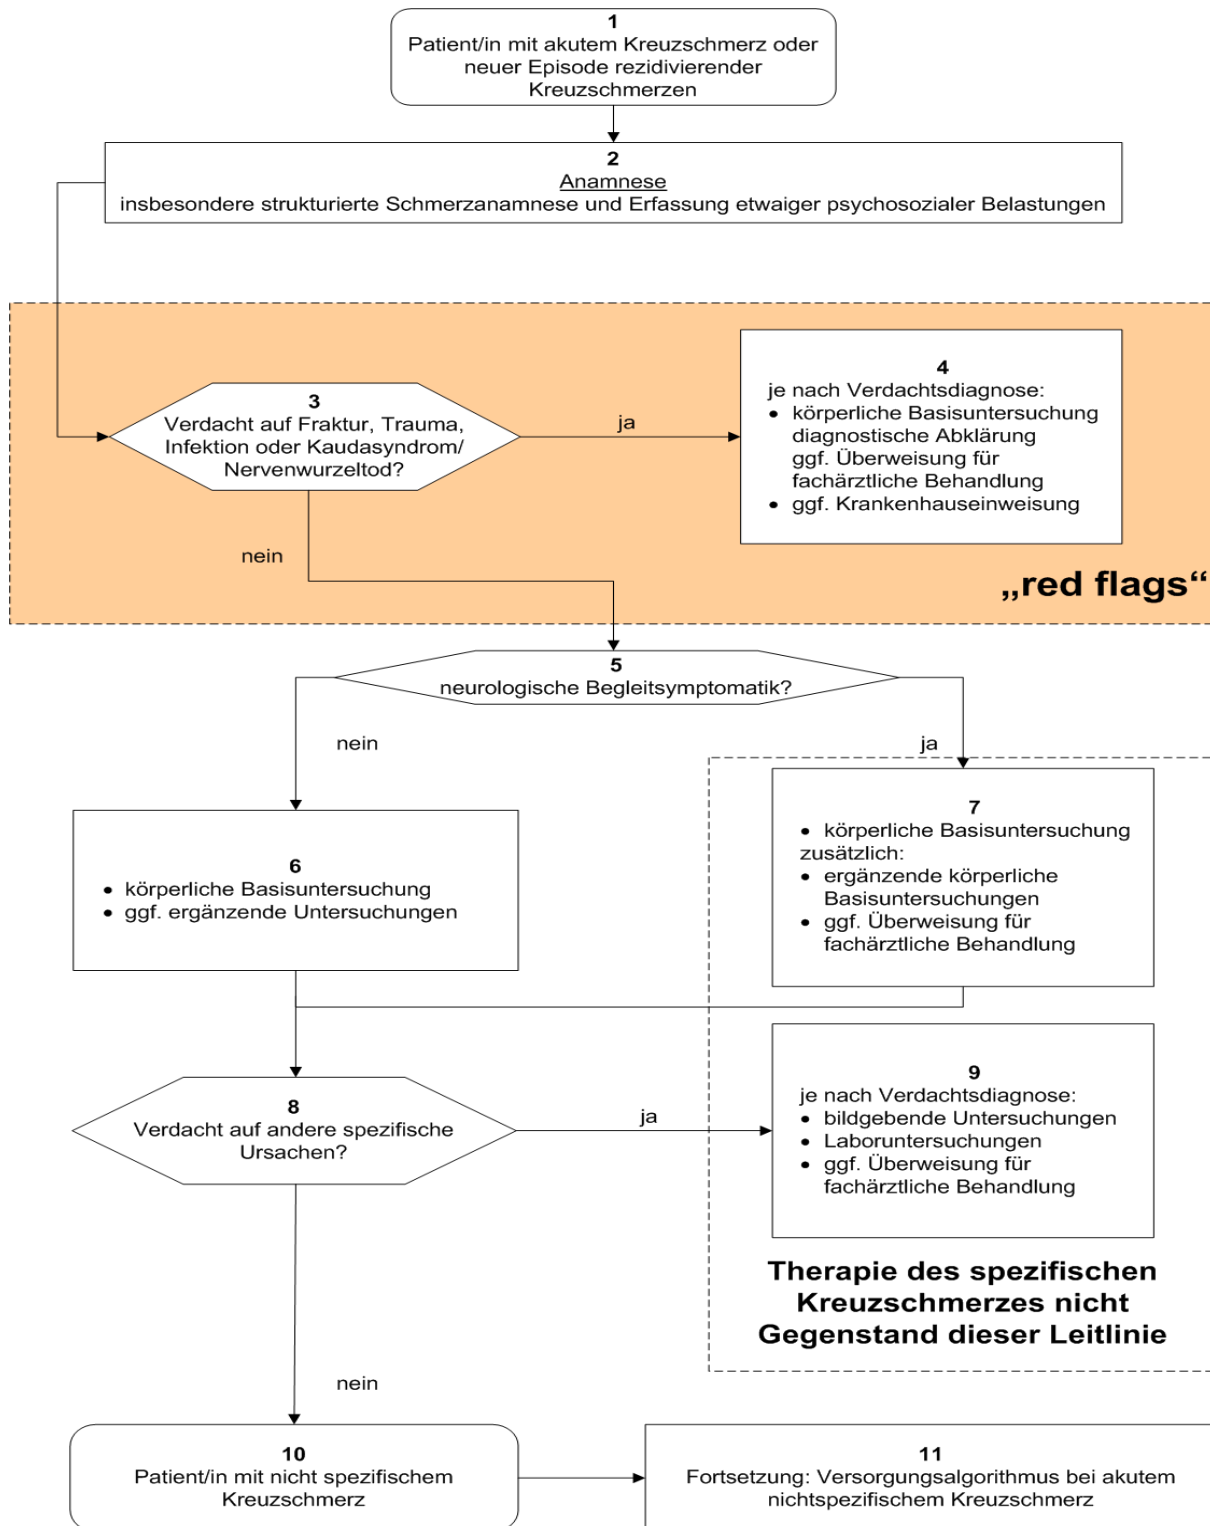 1
Patient/in mit akutem Kreuzschmerz oder
neuer Episode rezidivierender
Kreuzschmerzen
2
Anamnese
insbesondere strukturierte Schmerzanamnese und Erfassung etwaiger psychosozialer Belastungen
3
Verdacht auf Fraktur, Trauma,
Infektion oder Kaudasyndrom/
Nervenwurzeltod?
ja
4
je nach Verdachtsdiagnose:
• körperliche Basisuntersuchung
diagnostische Abklärung
ggf. Überweisung für
fachärztliche Behandlung
• ggf. Krankenhauseinweisung
nein
„red flags“
5
neurologische Begleitsymptomatik?
nein
ja
6
• körperliche Basisuntersuchung
• ggf. ergänzende Untersuchungen
7
• körperliche Basisuntersuchung
zusätzlich:
• ergänzende körperliche
Basisuntersuchungen
• ggf. Überweisung für
fachärztliche Behandlung
8
Verdacht auf andere spezifische
Ursachen?
ja
9
je nach Verdachtsdiagnose:
• bildgebende Untersuchungen
• Laboruntersuchungen
• ggf. Überweisung für
fachärztliche Behandlung
Therapie des spezifischen
Kreuzschmerzes nicht
Gegenstand dieser Leitlinie
nein
10
Patient/in mit nicht spezifischem
Kreuzschmerz
11
Fortsetzung: Versorgungsalgorithmus bei akutem
nichtspezifischem Kreuzschmerz